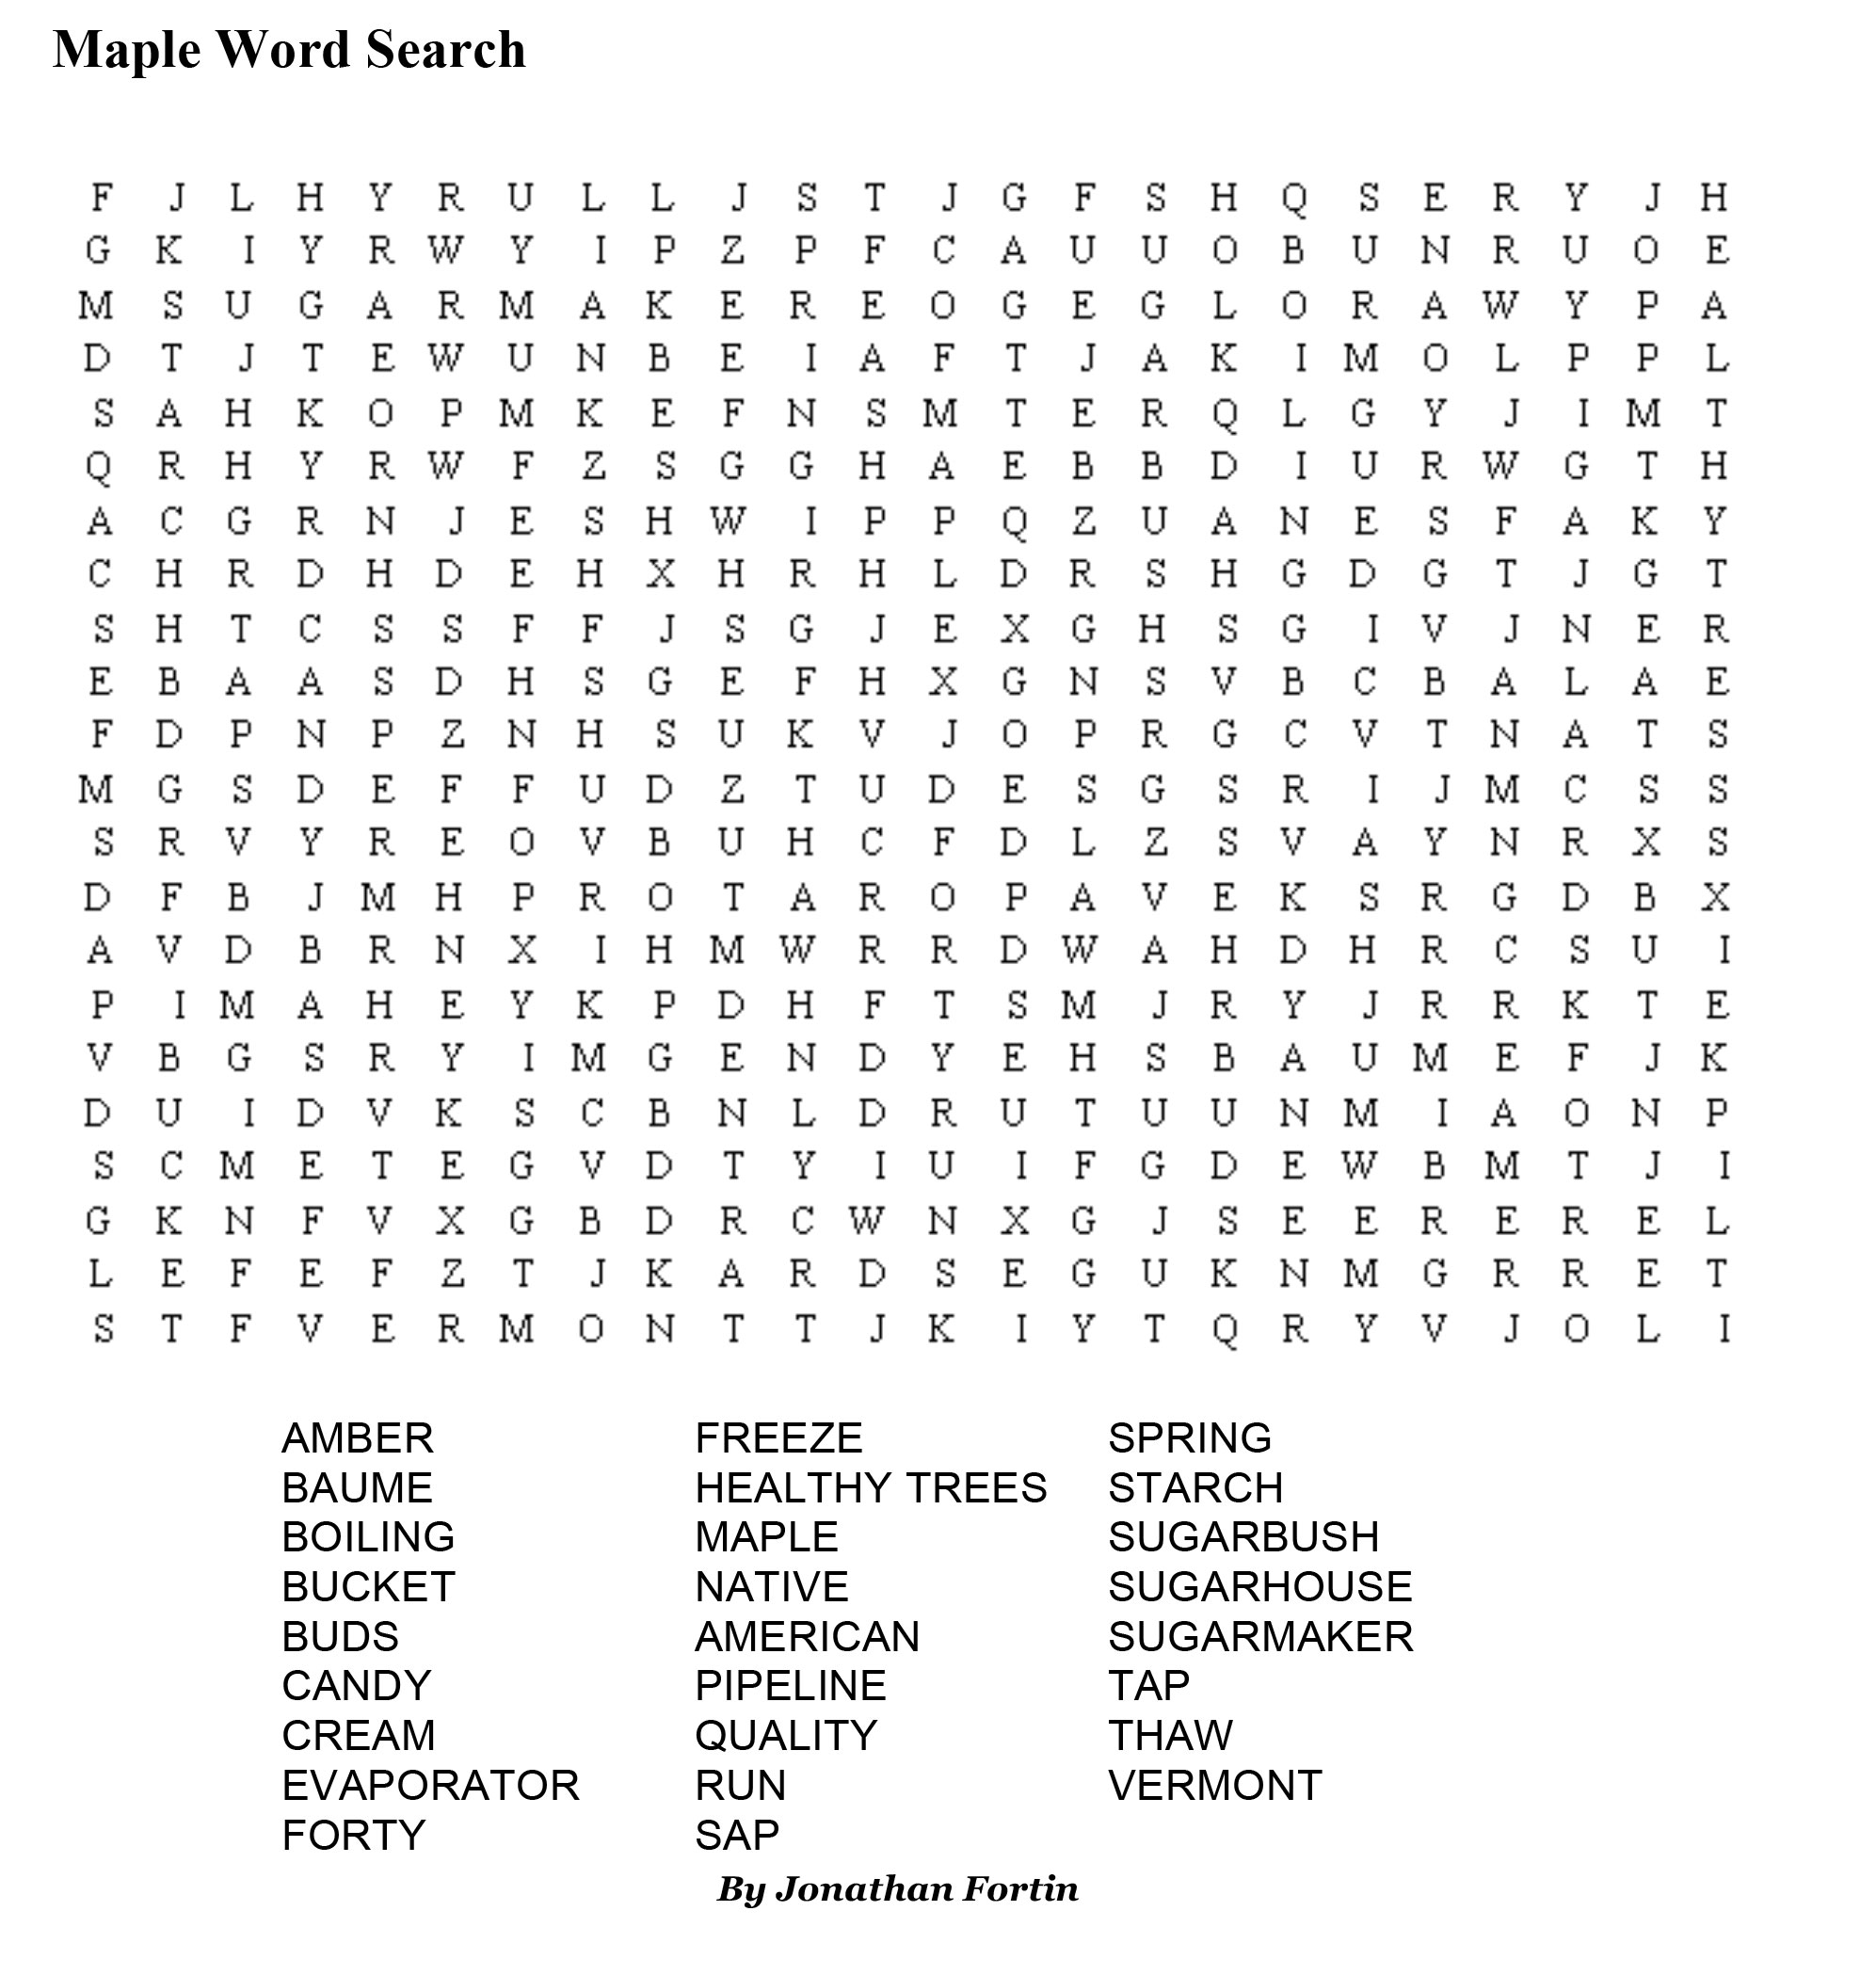 Maple Word Search
F J L H Y R U L L J S T J G F S H Q S E R Y J H
G K I Y R W Y I P Z P F C A U U O B U N R U O E
M S U G A R M A K E R E O G E G L O R A W Y P A
D T J T E W U N B E I A F T J A K I M O L P P L
S A H K O P M K E F N S M T E R Q L G Y J I M T
Q R H Y R W F Z S G G H A E B B D I U R W G T H
A C G R N J E S H W I P P Q Z U A N E S F A K Y
C H R D H D E H X H R H L D R S H G D G T J G T
S H T C S S F F J S G J E X G H S G I V J N E R
E B A A S D H S G E F H X G N S V B C B A L A E
F D P N P Z N H S U K V J O P R G C V T N A T S
M G S D E F F U D Z T U D E S G S R I J M C S S
S R V Y R E O V B U H C F D L Z S V A Y N R X S
D F B J M H P R O T A R O P A V E K S R G D B X
A V D B R N X I H M W R R D W A H D H R C S U I
P I M A H E Y K P D H F T S M J R Y J R R K T E
V B G S R Y I M G E N D Y E H S B A U M E F J K
D U I D V K S C B N L D R U T U U N M I A O N P
S C M E T E G V D T Y I U I F G D E W B M T J I
G K N F V X G B D R C W N X G J S E E R E R E L
L E F E F Z T J K A R D S E G U K N M G R R E T
S T F V E R M O N T T J K I Y T Q R Y V J O L I
AMBER FREEZE SPRING
BAUME HEALTHY TREES STARCH
BOILING MAPLE SUGARBUSH
BUCKET NATIVE SUGARHOUSE
BUDS AMERICAN SUGARMAKER
CANDY PIPELINE TAP
CREAM QUALITY THAW
EVAPORATOR RUN VERMONT
FORTY SAP
By Jonathan Fortin